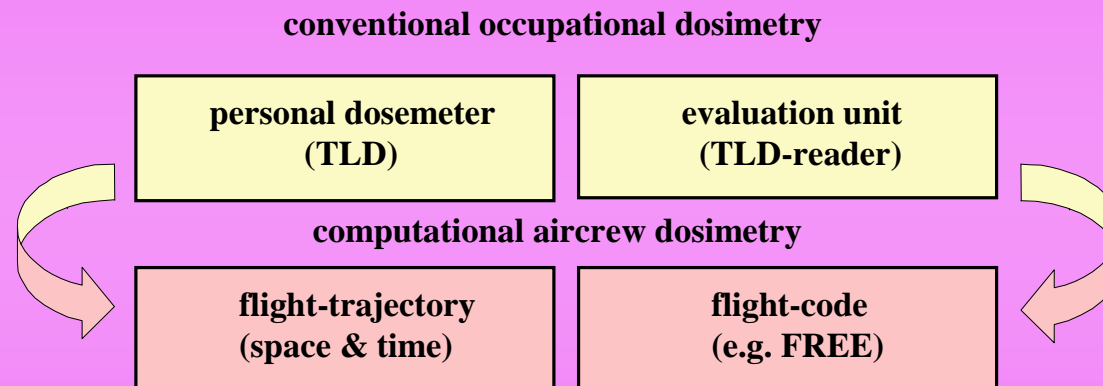 conventional occupational dosimetry
personal dosemeter
(TLD)
evaluation unit
(TLD-reader)
computational aircrew dosimetry
flight-trajectory
(space & time)
flight-code
(e.g. FREE)